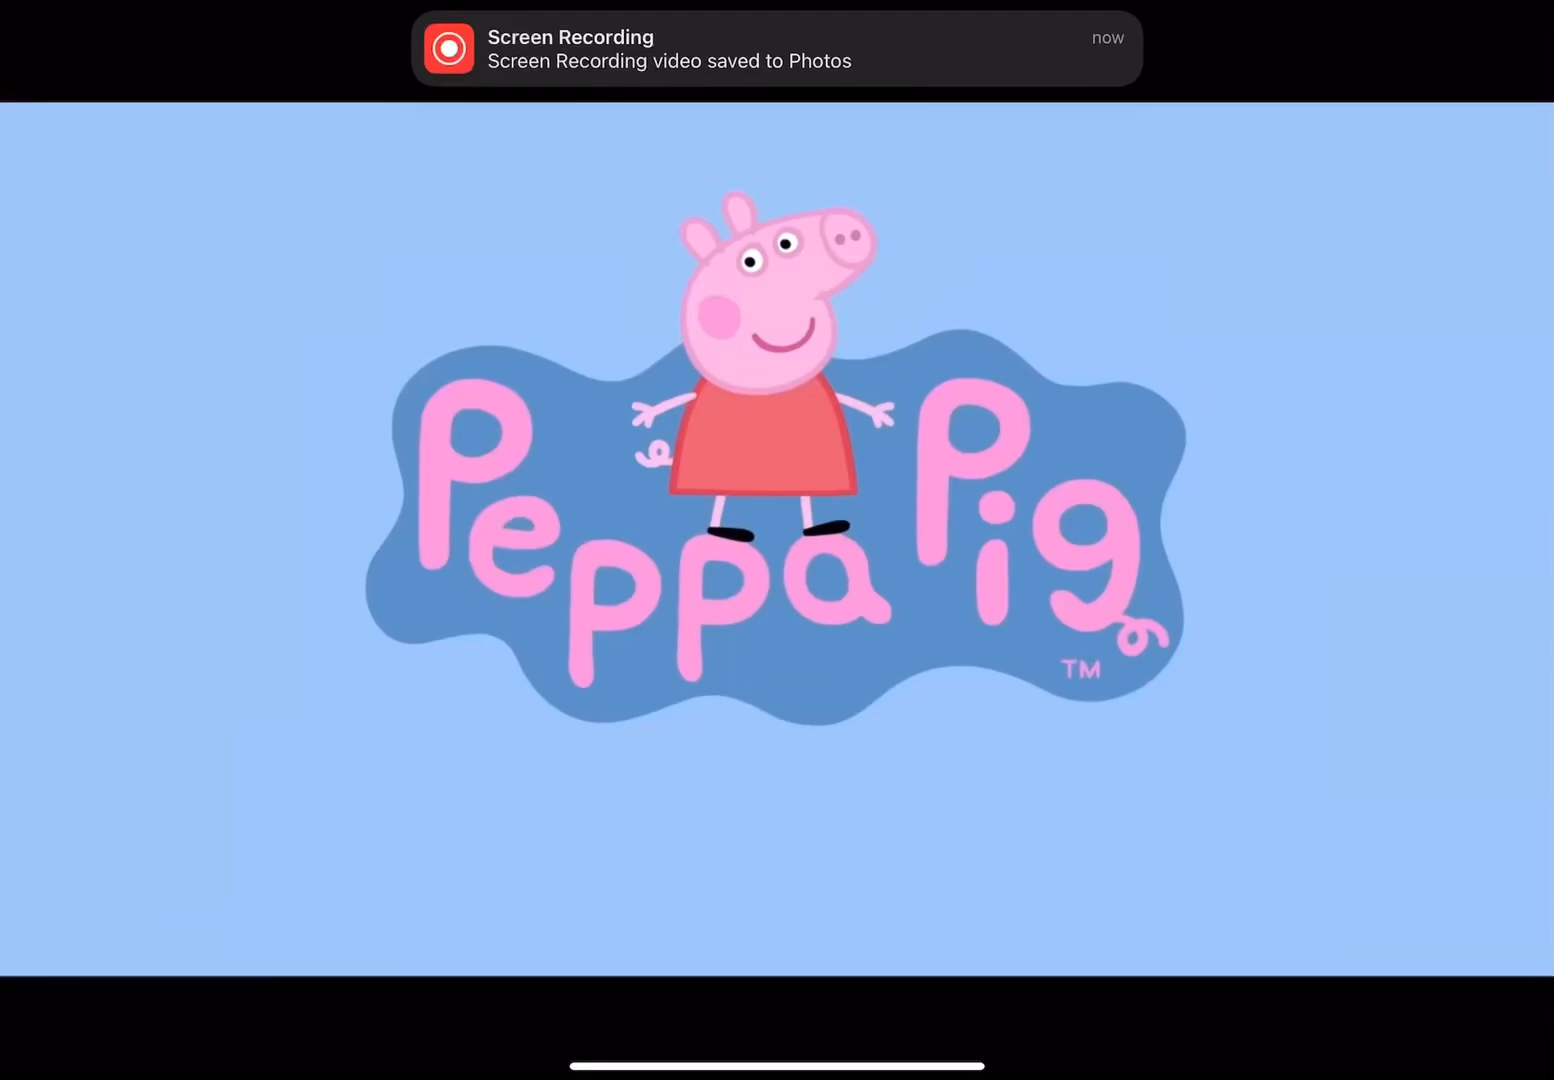 Screen Recording
now
Screen Recording video saved to Photos
Peppa Pig
TM